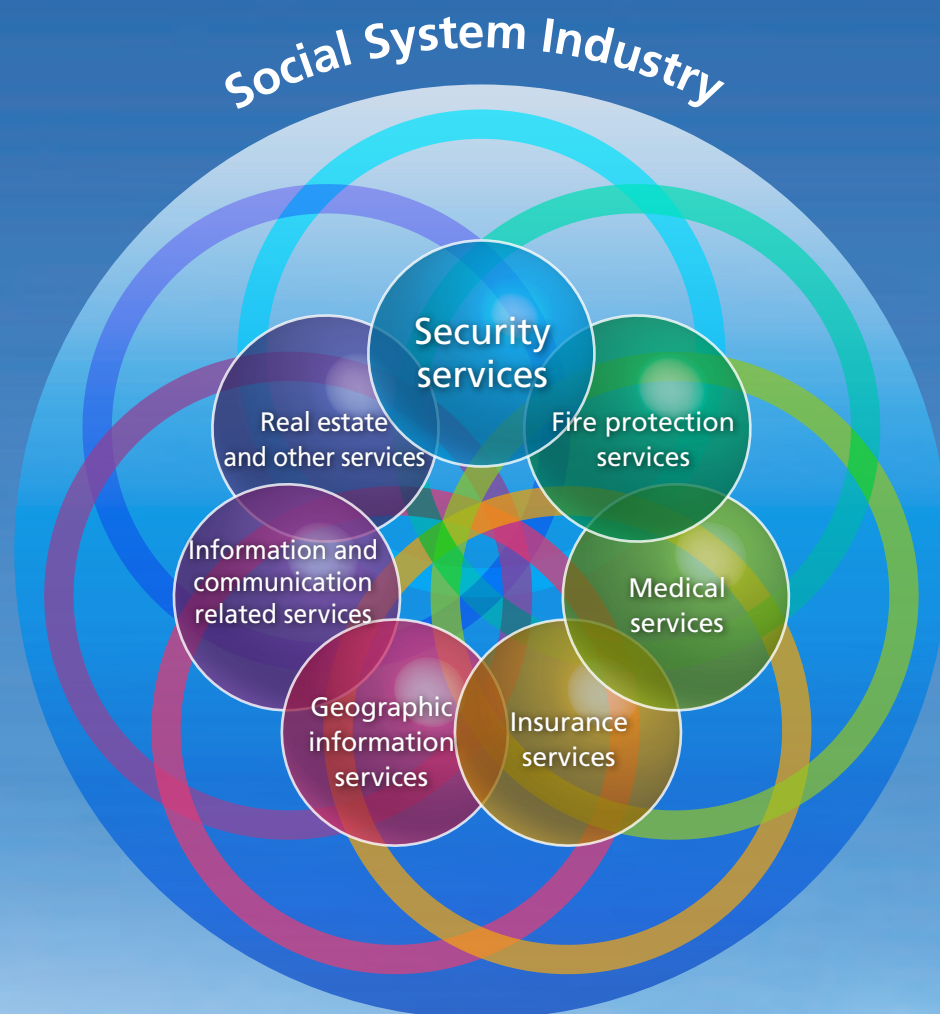 Social System Industry
Security
services
Fire protection
services
Medical
services
Insurance
services
Geographic
information
services
Information and
communication
related services
Real estate
and other services